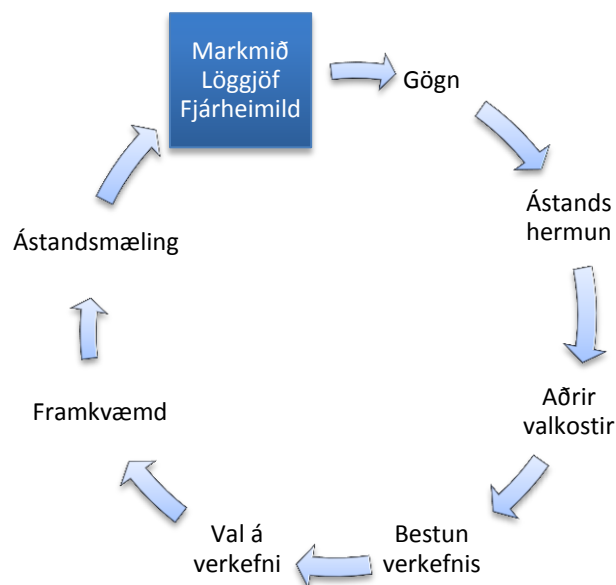 Markmið
Löggjöf
Fjárheimild
Gögn
Ástands
hermun
Aðrir
valkostir
Bestun
verkefnis
Val á
verkefni
Framkvæmd
Ástandsmæling